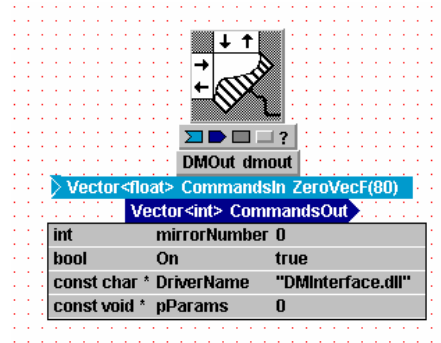 ?
DMOut dmout
Vector<float> CommandsIn ZeroVecF(80)
Vector<int> CommandsOut
int mirrorNumber 0
bool On true
const char * DriverName "DMInterface.dll"
const void * pParams 0